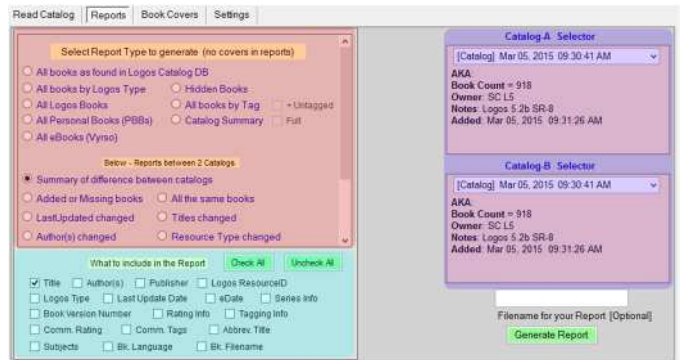 Read Catalog Reports Book Covers Settings
Select Report Type to generate (no covers in reports)
All books as found in Logos Catalog DB
All books by Logos Type Hidden Books
All Logos Books All books by Tag + Untagged
All Personal Books (PBBs) Catalog Summary Full
All eBooks (Vyrso)
Below - Reports between 2 Catalogs
Summary of difference between catalogs
Added or Missing books All the same books
LastUpdated changed Titles changed
Author(s) changed Resource Type changed
What to include in the Report Check All Uncheck All
Title Author(s) Publisher Logos ResourceID
Logos Type Last Update Date eDate Series Info
Book Version Number Rating Info Tagging Info
Comm. Rating Comm. Tags Abbrev. Title
Subjects Bk. Language Bk. Filename
Catalog-A Selector
[Catalog] Mar 05, 2015 09:30:41 AM
AKA:
Book Count = 918
Owner: SC L5
Notes: Logos 5.2b SR-8
Added: Mar 05, 2015 09:31:26 AM
Catalog-B Selector
[Catalog] Mar 05, 2015 09:30:41 AM
AKA:
Book Count = 918
Owner: SC L5
Notes: Logos 5.2b SR-8
Added: Mar 05, 2015 09:31:26 AM
Filename for your Report [Optional]
Generate Report